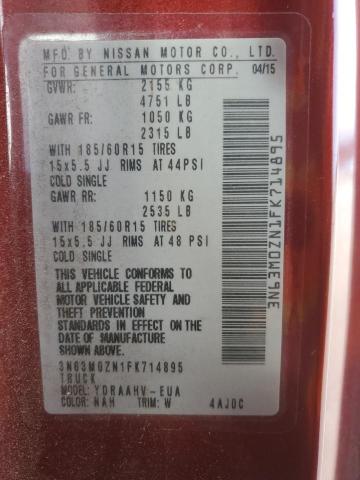 MFD. BY NISSAN MOTOR CO., LTD.
FOR GENERAL MOTORS CORP. 04/15
GVWR: 2155 KG
4751 LB
GAWR FR: 1050 KG
2315 LB
WITH 185/60R15 TIRES
15x5.5 JJ RIMS AT 44PSI
COLD SINGLE
GAWR RR: 1150 KG
2535 LB
WITH 185/60R15 TIRES
15x5.5 JJ RIMS AT 48 PSI
COLD SINGLE
THIS VEHICLE CONFORMS TO
ALL APPLICABLE FEDERAL
MOTOR VEHICLE SAFETY AND
THEFT PREVENTION
STANDARDS IN EFFECT ON THE
DATE OF MANUFACTURE
SHOWN ABOVE
3N63M0ZN1FK714895
TRUCK
MODEL: YDRAAHV-EUA
COLOR: NAH TRIM: W 4AJ0C
3N63M0ZN1FK714895